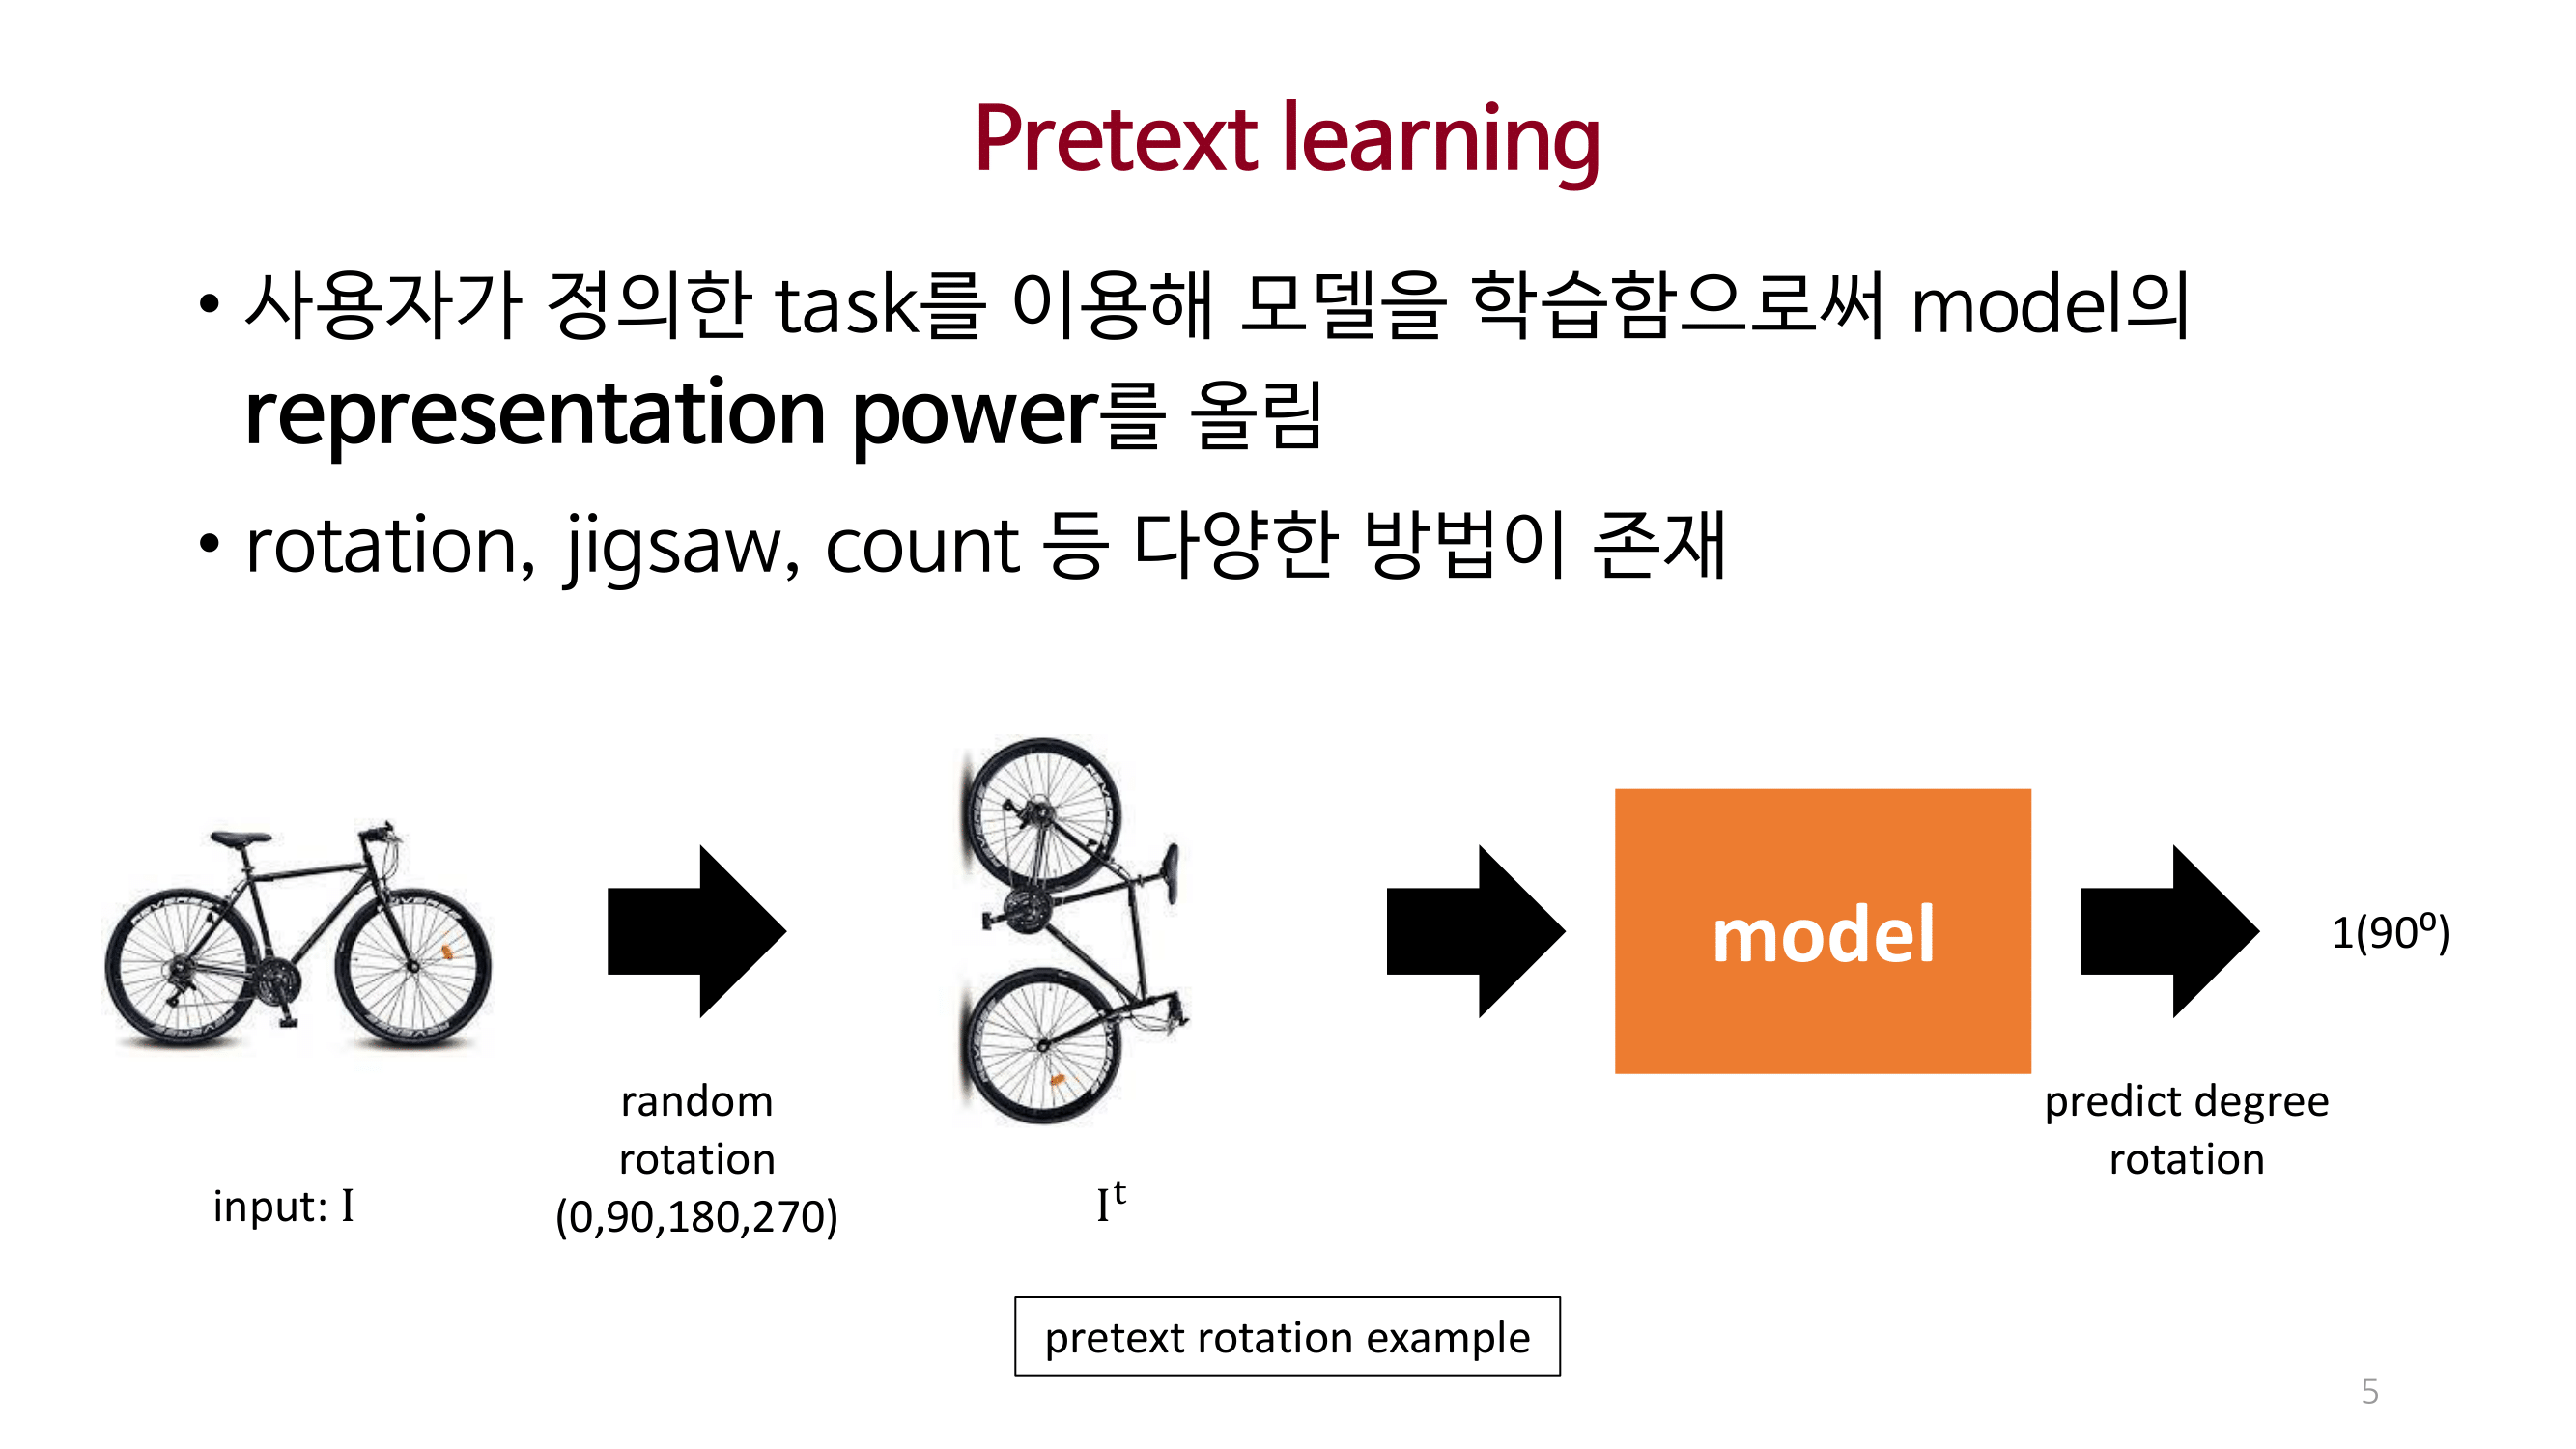 Pretext learning
• 사용자가 정의한 task를 이용해 모델을 학습함으로써 model의
representation power를 올림
• rotation, jigsaw, count 등 다양한 방법이 존재
input: I
random
rotation
(0,90,180,270)
Iᵗ
model
predict degree
rotation
1(90⁰)
pretext rotation example
5